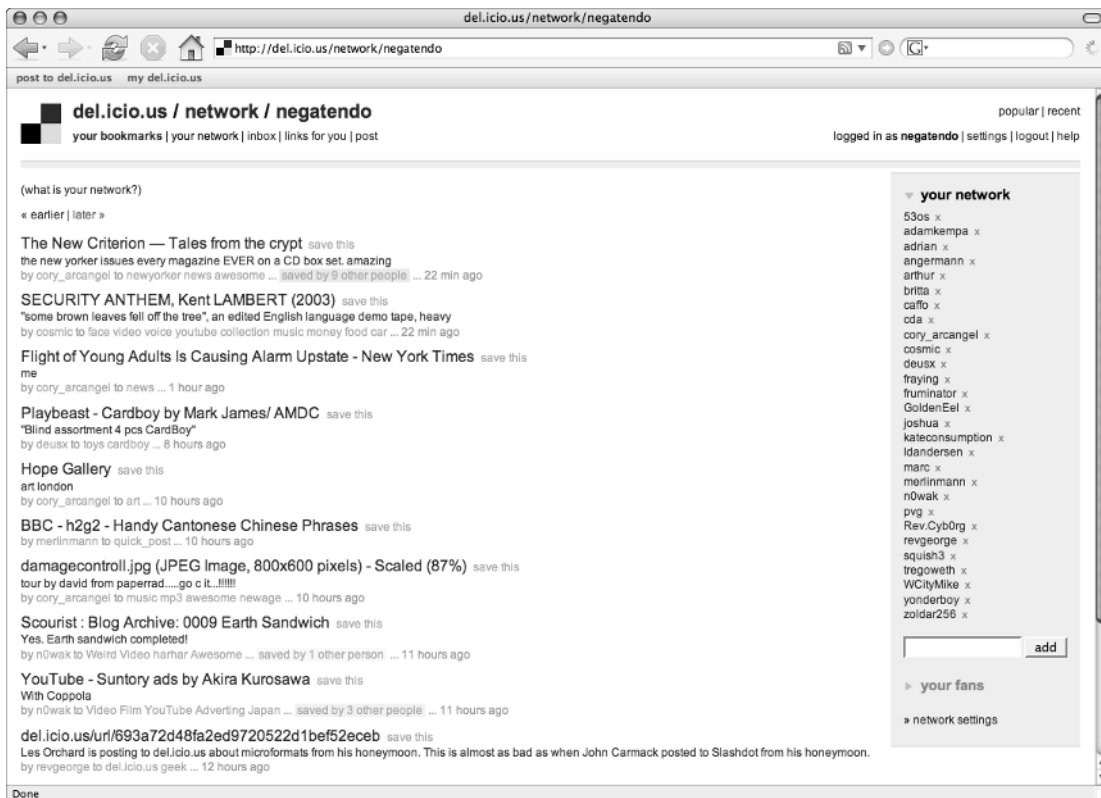 del.icio.us/network/negatendo
http://del.icio.us/network/negatendo
G
post to del.icio.us my del.icio.us
del.icio.us / network / negatendo
popular | recent
your bookmarks | your network | inbox | links for you | post
logged in as negatendo | settings | logout | help
(what is your network?)
« earlier | later »
The New Criterion — Tales from the crypt save this
the new yorker issues every magazine EVER on a CD box set. amazing
by cory_arcangel to newyorker news awesome ... saved by 9 other people ... 22 min ago
SECURITY ANTHEM, Kent LAMBERT (2003) save this
"some brown leaves fell off the tree", an edited English language demo tape, heavy
by cosmic to face video voice youtube collection music money food car ... 22 min ago
Flight of Young Adults Is Causing Alarm Upstate - New York Times save this
me
by cory_arcangel to news ... 1 hour ago
Playbeast - Cardboy by Mark James/ AMDC save this
"Blind assortment 4 pcs CardBoy"
by deusx to toys cardboy ... 8 hours ago
Hope Gallery save this
art london
by cory_arcangel to art ... 10 hours ago
BBC - h2g2 - Handy Cantonese Chinese Phrases save this
by merlinmann to quick_post ... 10 hours ago
damagecontroll.jpg (JPEG Image, 800x600 pixels) - Scaled (87%) save this
tour by david from paperrad.....go c it...!!!!!!
by cory_arcangel to music mp3 awesome newage ... 10 hours ago
Scourist : Blog Archive: 0009 Earth Sandwich save this
Yes. Earth sandwich completed!
by n0wak to Weird Video harhar Awesome ... saved by 1 other person ... 11 hours ago
YouTube - Suntory ads by Akira Kurosawa save this
With Coppola
by n0wak to Video Film YouTube Adverting Japan ... saved by 3 other people ... 11 hours ago
del.icio.us/url/693a72d48fa2ed9720522d1bef52eceb save this
Les Orchard is posting to del.icio.us about microformats from his honeymoon. This is almost as bad as when John Carmack posted to Slashdot from his honeymoon.
by revgeorge to del.icio.us geek ... 12 hours ago
your network
53os x
adamkempa x
adrian x
angermann x
arthur x
britta x
caffo x
cda x
cory_arcangel x
cosmic x
deusx x
fraying x
fruminator x
GoldenEel x
joshua x
kateconsumption x
ldandersen x
marc x
merlinmann x
n0wak x
pvg x
Rev.Cyb0rg x
revgeorge x
squish3 x
tregoweth x
WCityMike x
yonderboy x
zoldar256 x
add
your fans
» network settings
Done